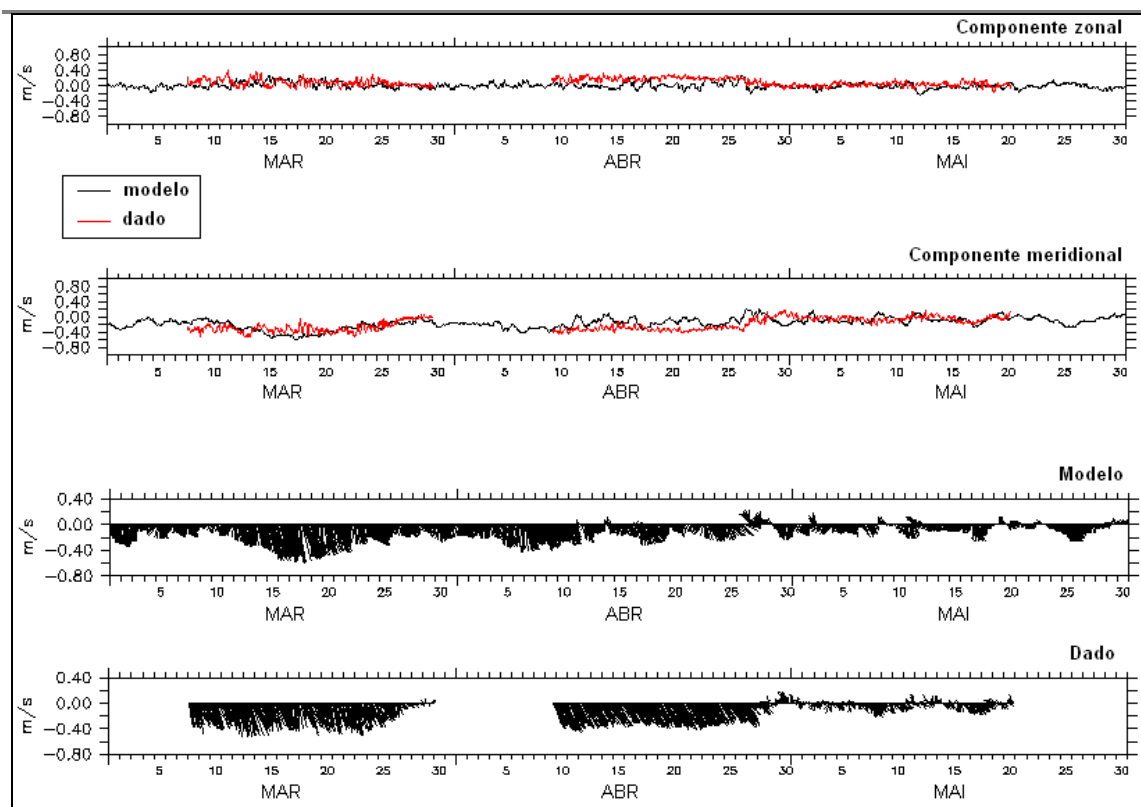 Componente zonal
0.80
0.40
0.00
−0.40
−0.80
m/s
5 10 15 20 25 30 5 10 15 20 25 30 5 10 15 20 25 30
MAR ABR MAI
modelo
dado
Componente meridional
0.80
0.40
0.00
−0.40
−0.80
m/s
5 10 15 20 25 30 5 10 15 20 25 30 5 10 15 20 25 30
MAR ABR MAI
Modelo
0.40
0.00
−0.40
−0.80
m/s
5 10 15 20 25 30 5 10 15 20 25 30 5 10 15 20 25 30
MAR ABR MAI
Dado
0.40
0.00
−0.40
−0.80
m/s
5 10 15 20 25 30 5 10 15 20 25 30 5 10 15 20 25 30
MAR ABR MAI